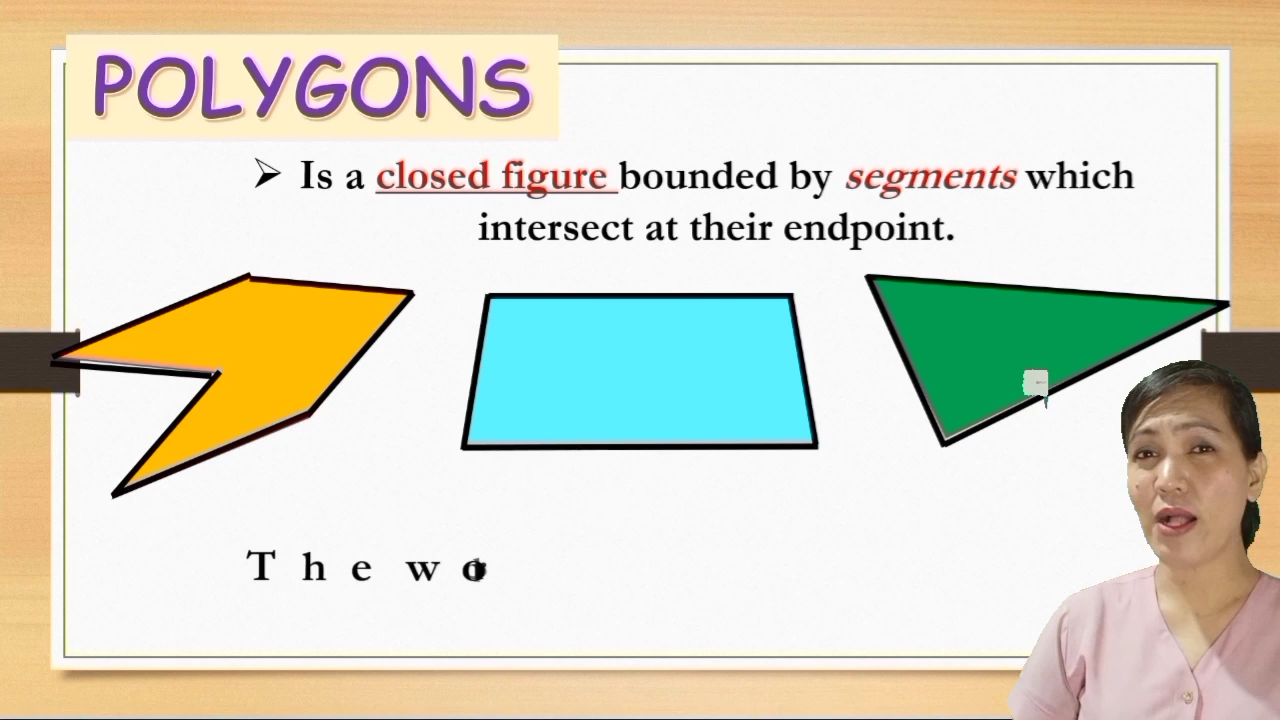 POLYGONS
➢ Is a closed figure bounded by segments which
intersect at their endpoint.
T h e w